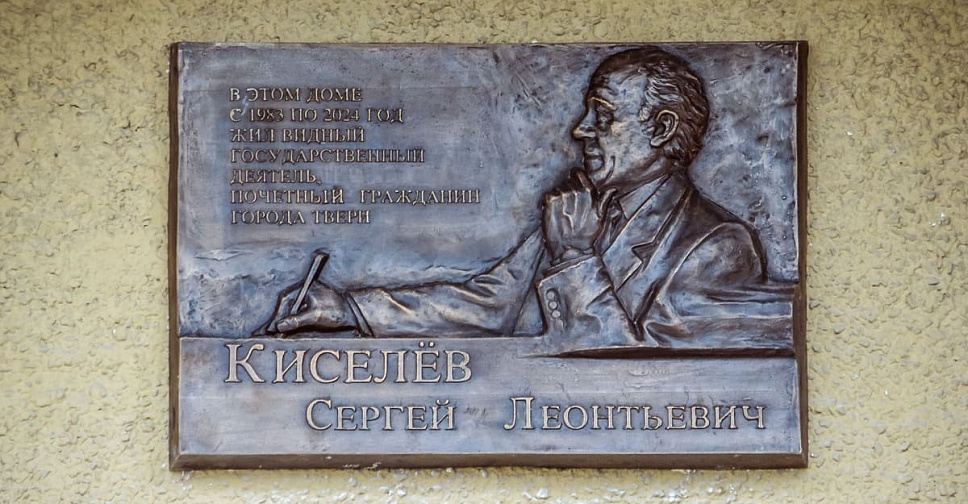 В ЭТОМ ДОМЕ
С 1983 ПО 2024 ГОД
ЖИЛ ВИДНЫЙ
ГОСУДАРСТВЕННЫЙ
ДЕЯТЕЛЬ,
ПОЧЕТНЫЙ ГРАЖДАНИН
ГОРОДА ТВЕРИ
КИСЕЛЁВ
СЕРГЕЙ ЛЕОНТЬЕВИЧ